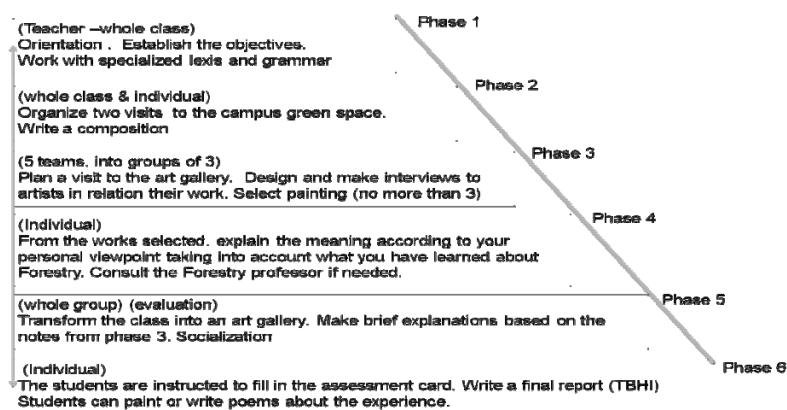 (Teacher –whole class)
Phase 1
Orientation . Establish the objectives.
Work with specialized lexis and grammar
Phase 2
(whole class & individual)
Organize two visits to the campus green space.
Write a composition
Phase 3
(5 teams. into groups of 3)
Plan a visit to the art gallery. Design and make interviews to
artists in relation their work. Select painting (no more than 3)
Phase 4
(Individual)
From the works selected. explain the meaning according to your
personal viewpoint taking into account what you have learned about
Forestry. Consult the Forestry professor if needed.
Phase 5
(whole group) (evaluation)
Transform the class into an art gallery. Make brief explanations based on the
notes from phase 3. Socialization
Phase 6
(Individual)
The students are instructed to fill in the assessment card. Write a final report (TBHI)
Students can paint or write poems about the experience.